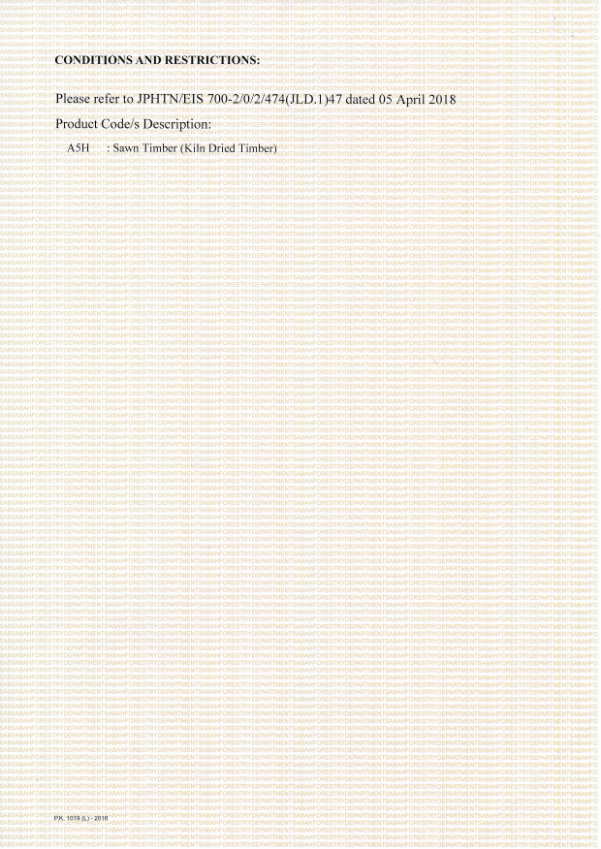 CONDITIONS AND RESTRICTIONS:
Please refer to JPHTN/EIS 700-2/0/2/474(JLD.1)47 dated 05 April 2018
Product Code/s Description:
A5H : Sawn Timber (Kiln Dried Timber)
P.K. 1019 (L) - 2016